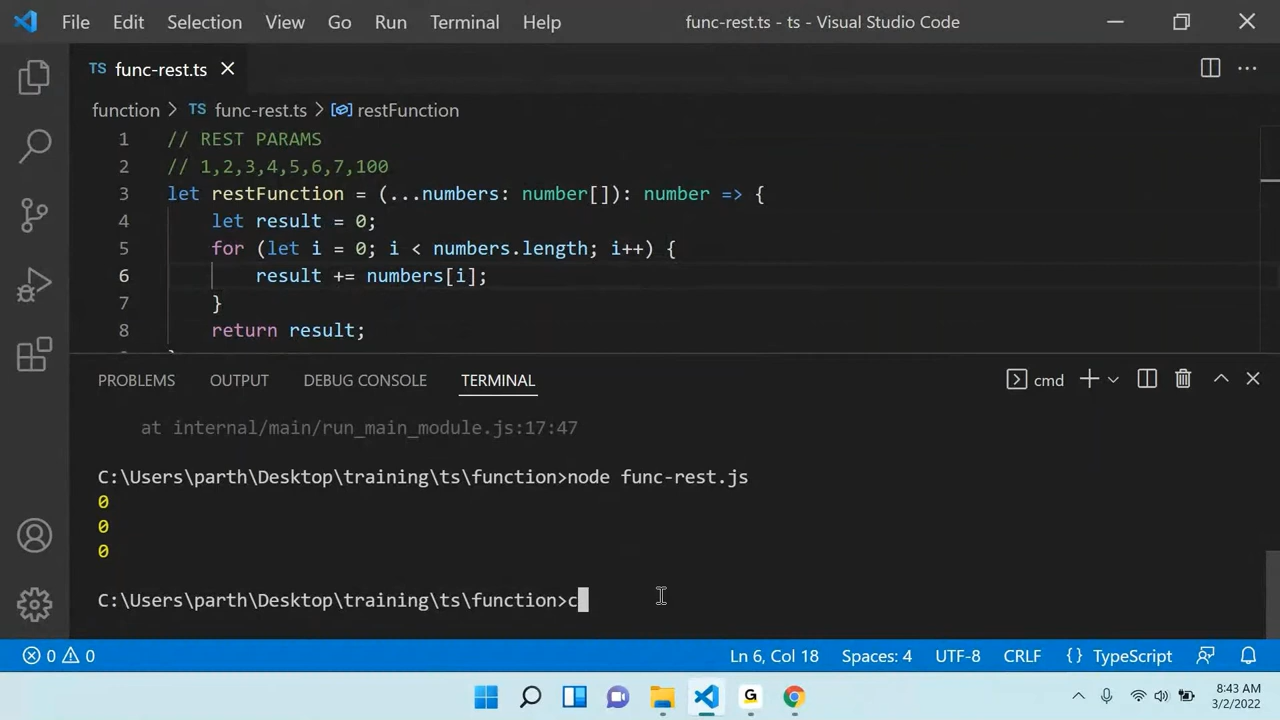 File Edit Selection View Go Run Terminal Help func-rest.ts - ts - Visual Studio Code
TS func-rest.ts
function > TS func-rest.ts > restFunction
1 // REST PARAMS
2 // 1,2,3,4,5,6,7,100
3 let restFunction = (...numbers: number[]): number => {
4 let result = 0;
5 for (let i = 0; i < numbers.length; i++) {
6 result += numbers[i];
7 }
8 return result;
PROBLEMS OUTPUT DEBUG CONSOLE TERMINAL cmd
at internal/main/run_main_module.js:17:47
C:\Users\parth\Desktop\training\ts\function>node func-rest.js
0
0
0
C:\Users\parth\Desktop\training\ts\function>c
0 0 Ln 6, Col 18 Spaces: 4 UTF-8 CRLF {} TypeScript
G 8:43 AM
3/2/2022